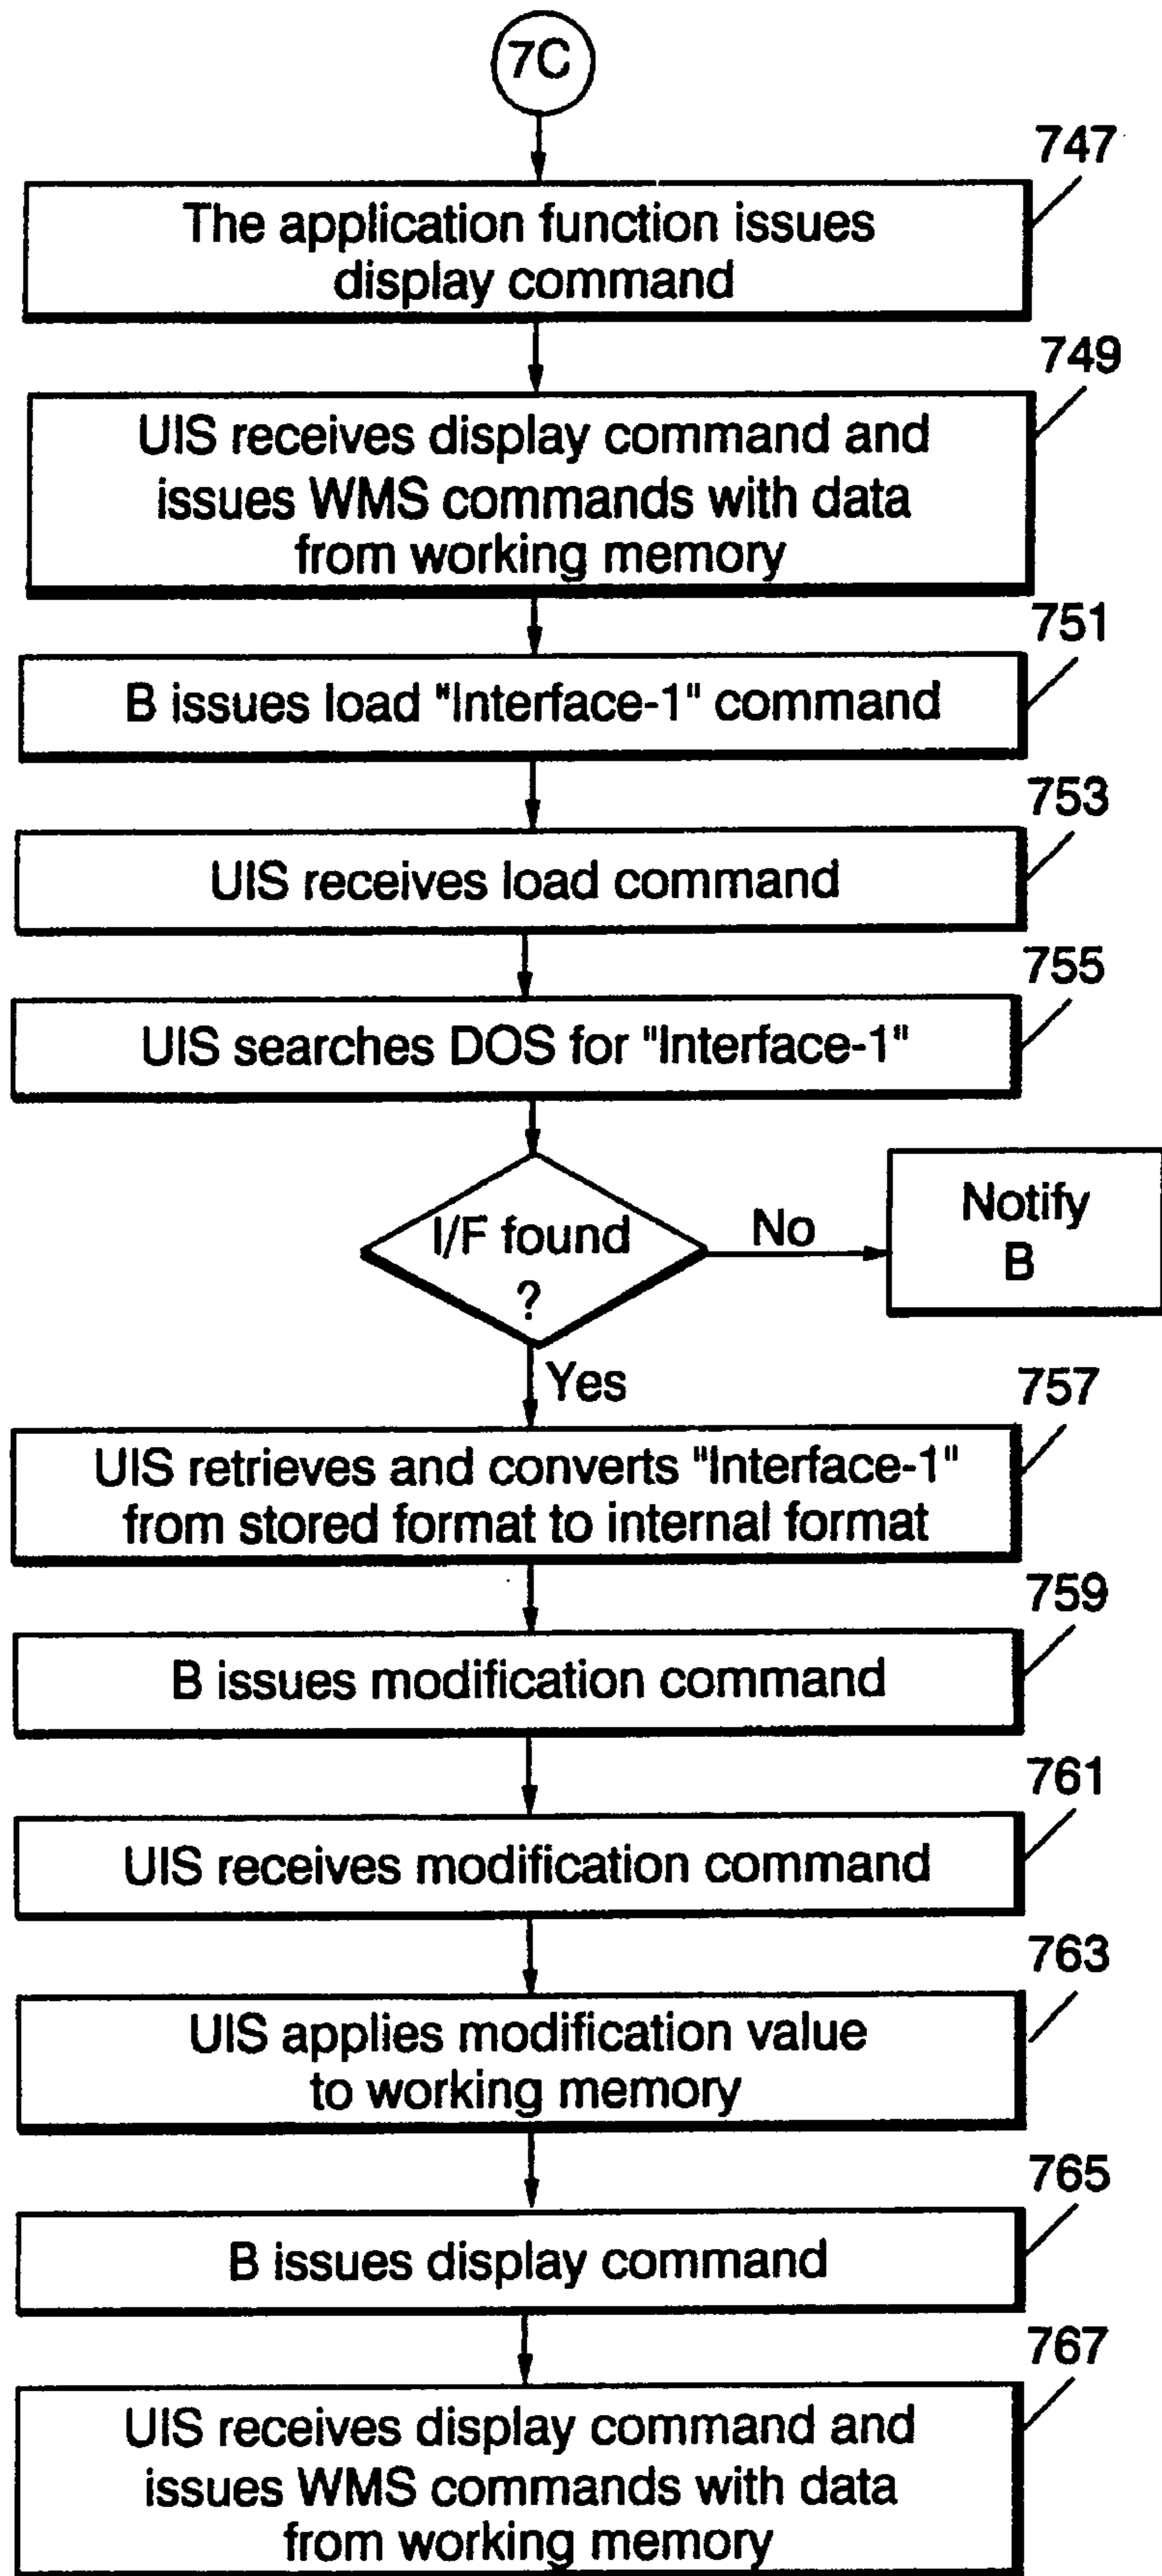 7C
747
The application function issues
display command
749
UIS receives display command and
issues WMS commands with data
from working memory
751
B issues load "Interface-1" command
753
UIS receives load command
755
UIS searches DOS for "Interface-1"
I/F found
?
No
Notify
B
Yes
757
UIS retrieves and converts "Interface-1"
from stored format to internal format
759
B issues modification command
761
UIS receives modification command
763
UIS applies modification value
to working memory
765
B issues display command
767
UIS receives display command and
issues WMS commands with data
from working memory